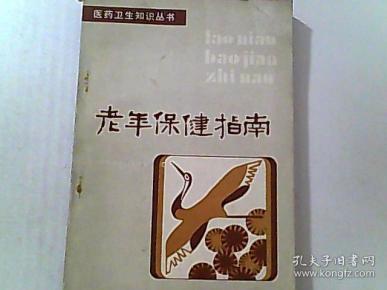 医药卫生知识丛书
lao nian
bao jian
zhi nan
老年保健指南
孔夫子旧书网
www.kongfz.com